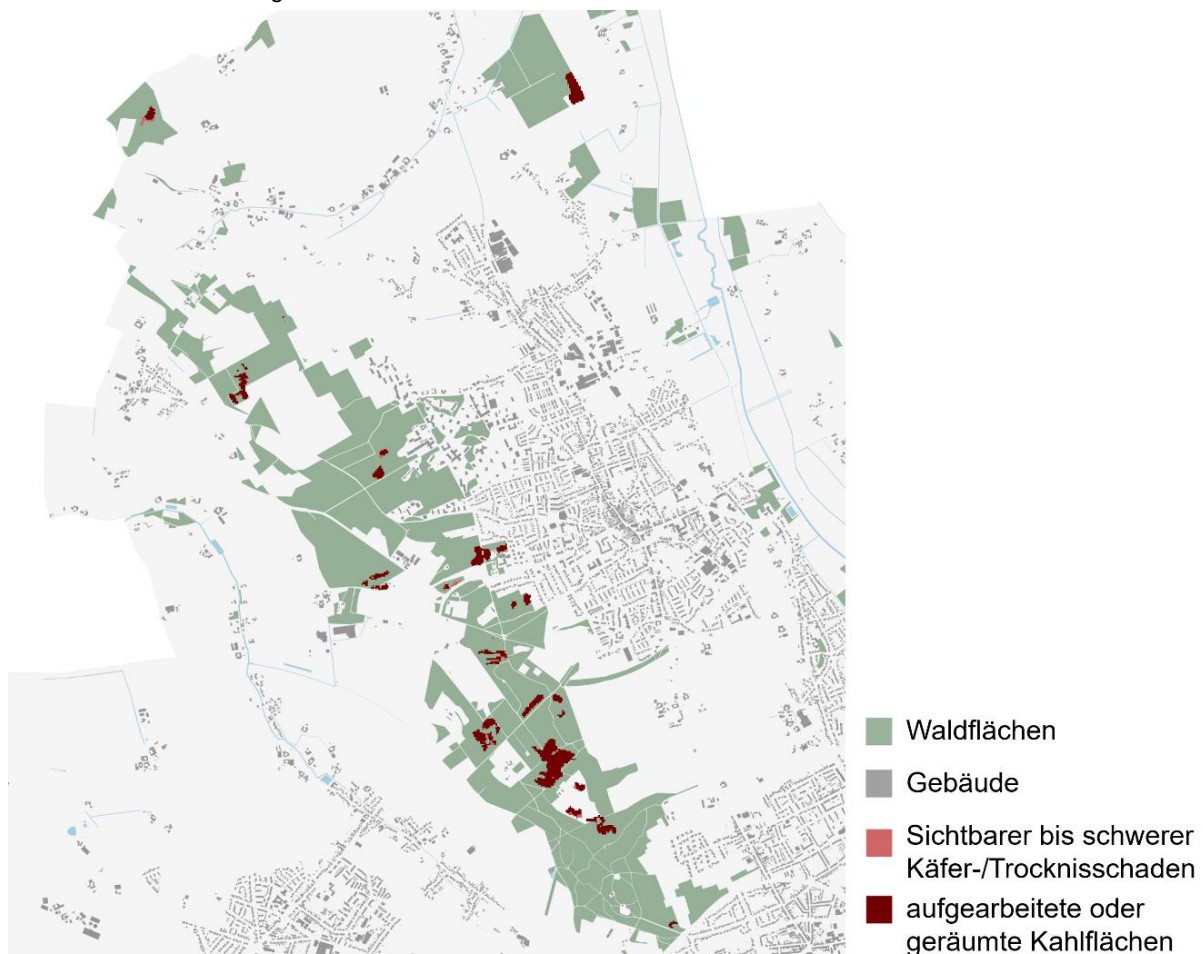 Waldflächen
Gebäude
Sichtbarer bis schwerer
Käfer-/Trocknisschaden
aufgearbeitete oder
geräumte Kahlflächen